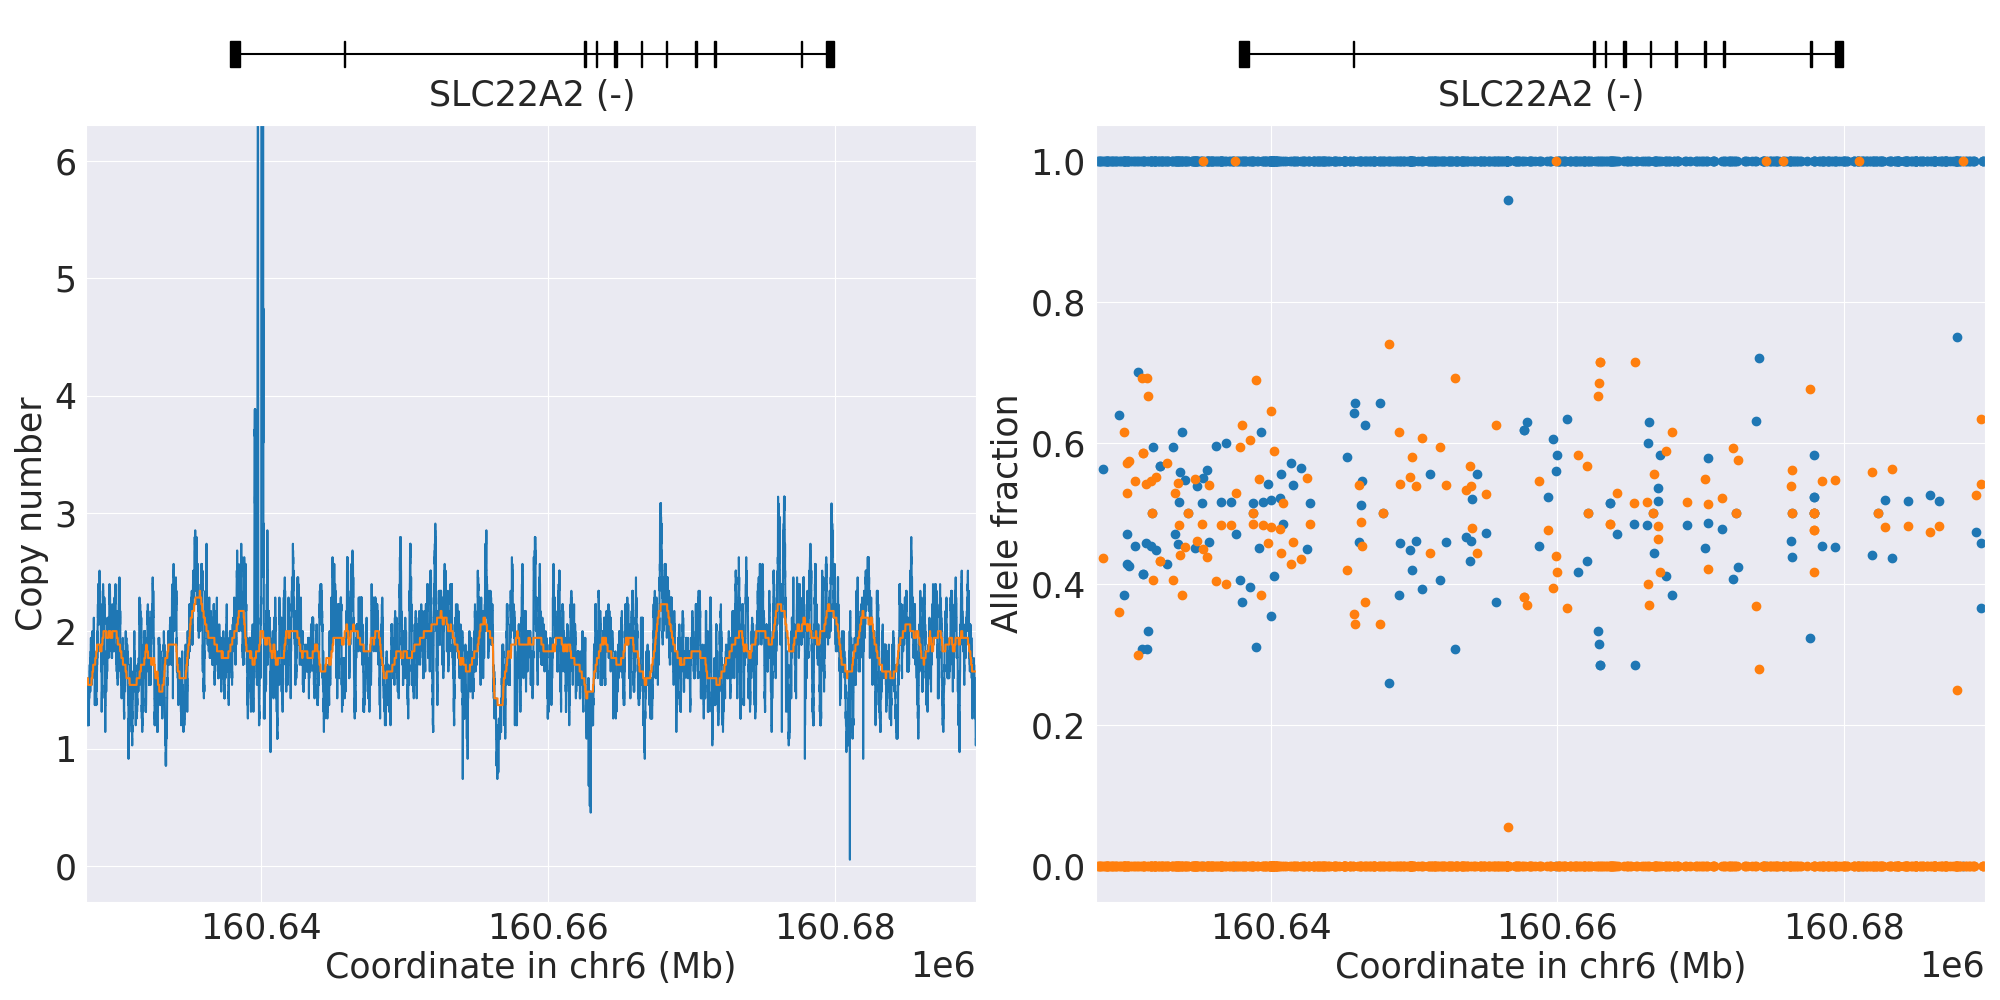 SLC22A2 (-)
6
5
4
3
2
1
0
Copy number
160.64 160.66 160.68
Coordinate in chr6 (Mb) 1e6
SLC22A2 (-)
1.0
0.8
0.6
0.4
0.2
0.0
Allele fraction
160.64 160.66 160.68
Coordinate in chr6 (Mb) 1e6